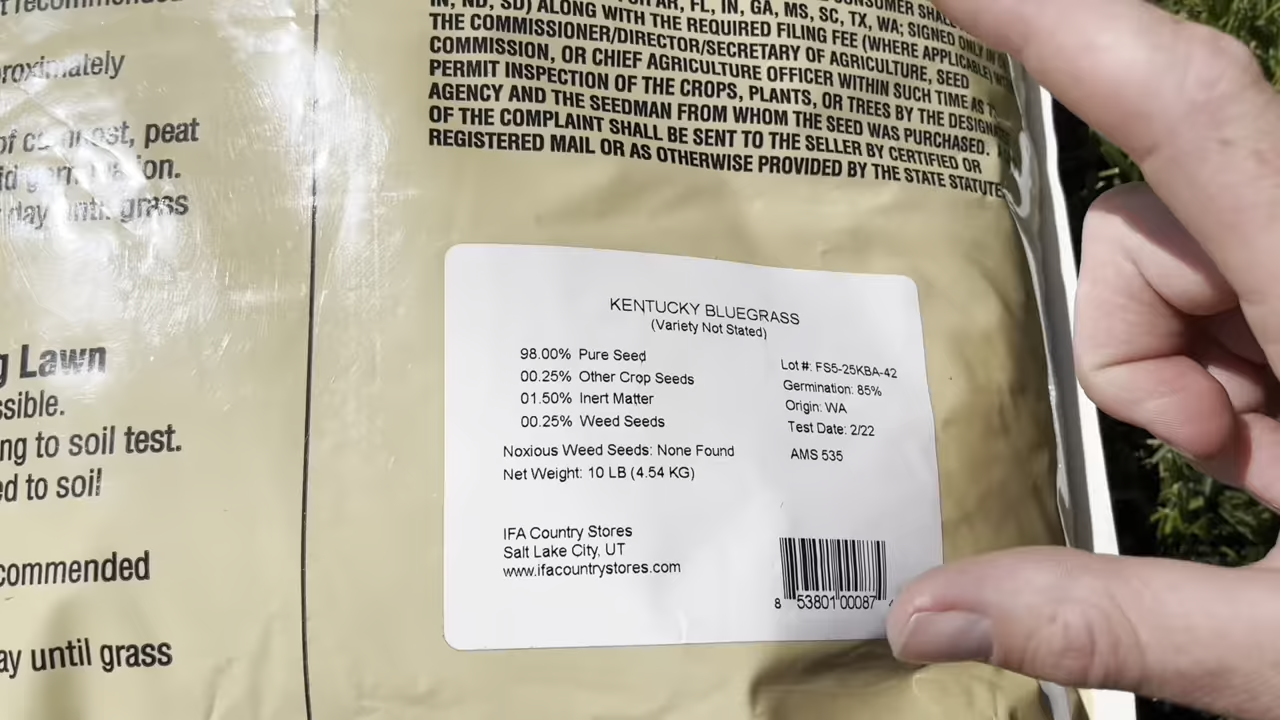 recommended
roximately
of compost, peat
day until grass
g Lawn
ssible.
ng to soil test.
ed to soil
commended
ay until grass
AR, FL, IN, GA, MS, SC, TX, WA; SIGNED ONLY IN
IN, ND, SD) ALONG WITH THE REQUIRED FILING FEE (WHERE APPLICABLE)
THE COMMISSIONER/DIRECTOR/SECRETARY OF AGRICULTURE, SEED
COMMISSION, OR CHIEF AGRICULTURE OFFICER WITHIN SUCH TIME AS
PERMIT INSPECTION OF THE CROPS, PLANTS, OR TREES BY THE DESIGNA
AGENCY AND THE SEEDMAN FROM WHOM THE SEED WAS PURCHASED.
OF THE COMPLAINT SHALL BE SENT TO THE SELLER BY CERTIFIED OR
REGISTERED MAIL OR AS OTHERWISE PROVIDED BY THE STATE STATUTE
KENTUCKY BLUEGRASS
(Variety Not Stated)
98.00% Pure Seed
00.25% Other Crop Seeds
01.50% Inert Matter
00.25% Weed Seeds
Noxious Weed Seeds: None Found
Net Weight: 10 LB (4.54 KG)
Lot #: FS5-25KBA-42
Germination: 85%
Origin: WA
Test Date: 2/22
AMS 535
IFA Country Stores
Salt Lake City, UT
www.ifacountrystores.com
8 53801 00087